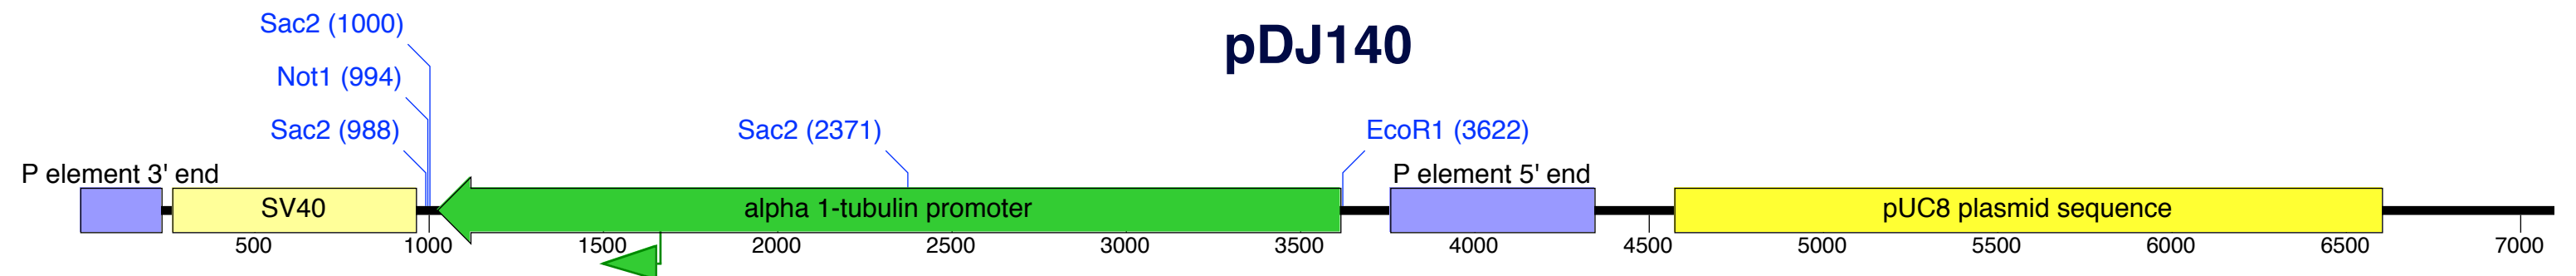 pDJ140
Sac2 (1000)
Not1 (994)
Sac2 (988)
Sac2 (2371)
EcoR1 (3622)
P element 3' end
P element 5' end
SV40
alpha 1-tubulin promoter
pUC8 plasmid sequence
500
1000
1500
2000
2500
3000
3500
4000
4500
5000
5500
6000
6500
7000